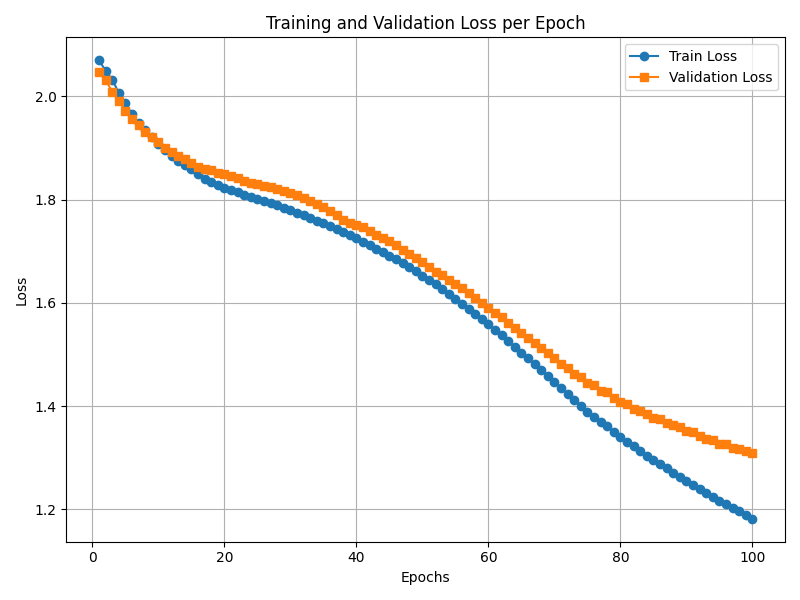 Training and Validation Loss per Epoch
Train Loss
Validation Loss
Loss
2.0
1.8
1.6
1.4
1.2
0 20 40 60 80 100
Epochs